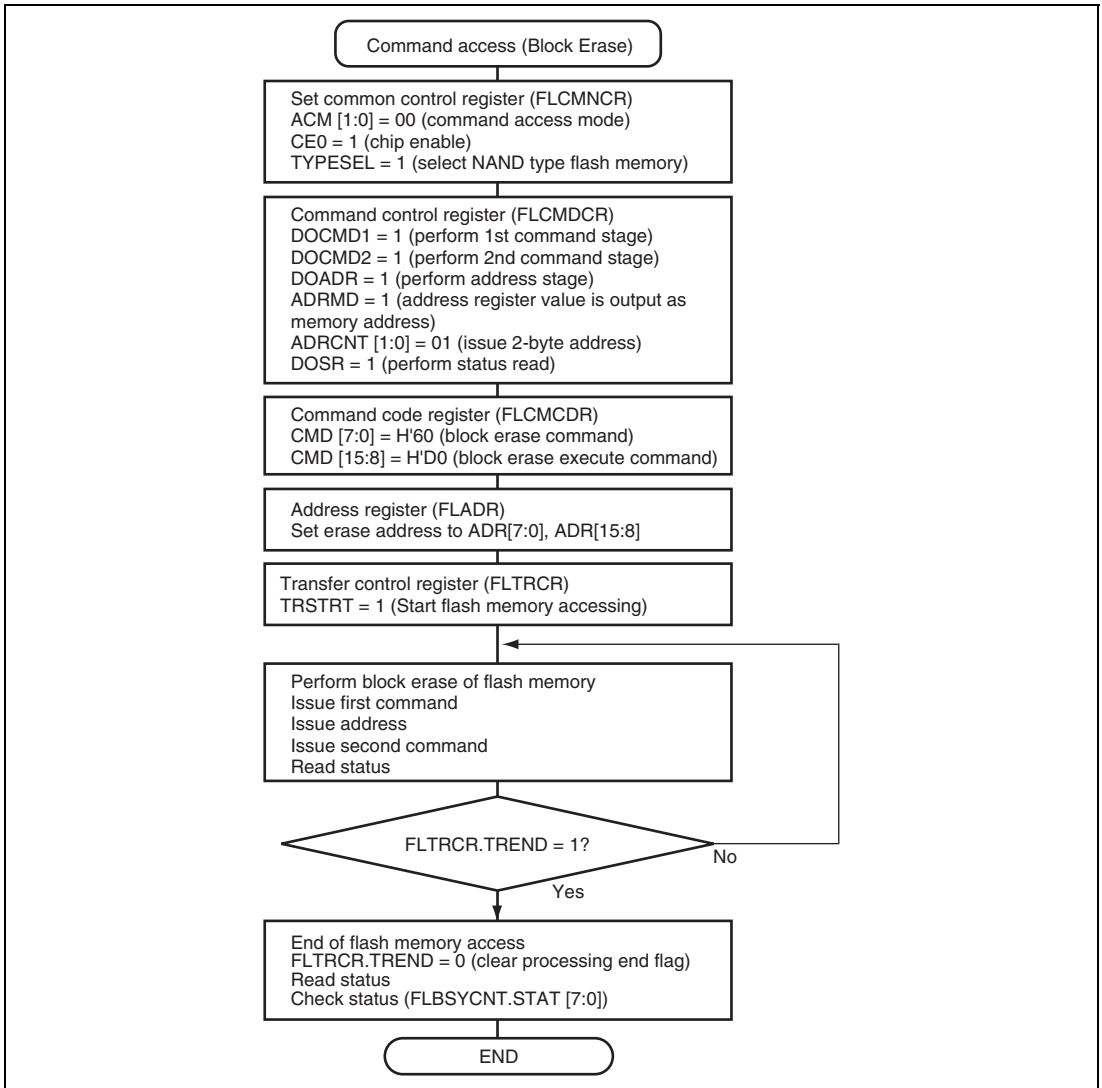 Command access (Block Erase)
Set common control register (FLCMNCR)
ACM [1:0] = 00 (command access mode)
CE0 = 1 (chip enable)
TYPESEL = 1 (select NAND type flash memory)
Command control register (FLCMDCR)
DOCMD1 = 1 (perform 1st command stage)
DOCMD2 = 1 (perform 2nd command stage)
DOADR = 1 (perform address stage)
ADRMD = 1 (address register value is output as
memory address)
ADRCNT [1:0] = 01 (issue 2-byte address)
DOSR = 1 (perform status read)
Command code register (FLCMCDR)
CMD [7:0] = H'60 (block erase command)
CMD [15:8] = H'D0 (block erase execute command)
Address register (FLADR)
Set erase address to ADR[7:0], ADR[15:8]
Transfer control register (FLTRCR)
TRSTRT = 1 (Start flash memory accessing)
Perform block erase of flash memory
Issue first command
Issue address
Issue second command
Read status
FLTRCR.TREND = 1?
No
Yes
End of flash memory access
FLTRCR.TREND = 0 (clear processing end flag)
Read status
Check status (FLBSYCNT.STAT [7:0])
END